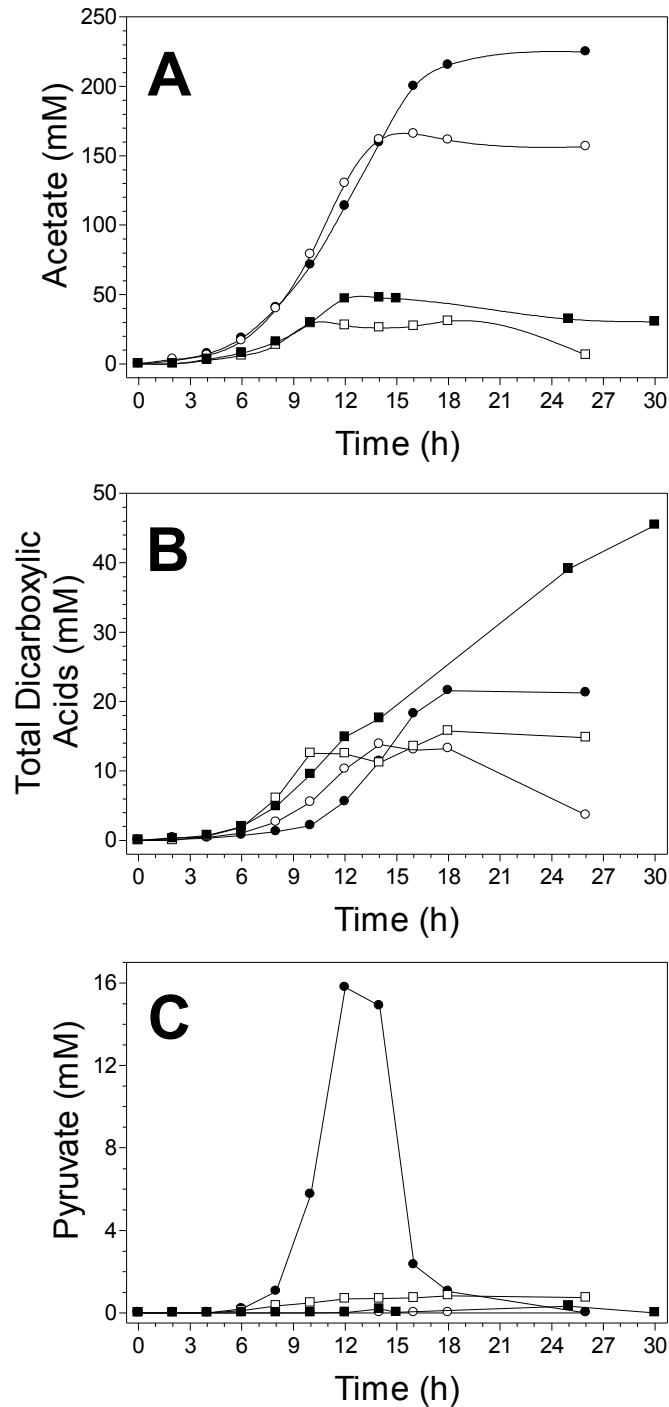 A
Acetate (mM)
250
200
150
100
50
0
0 3 6 9 12 15 18 21 24 27 30
Time (h)
B
Total Dicarboxylic
Acids (mM)
50
40
30
20
10
0
0 3 6 9 12 15 18 21 24 27 30
Time (h)
C
Pyruvate (mM)
16
12
8
4
0
0 3 6 9 12 15 18 21 24 27 30
Time (h)